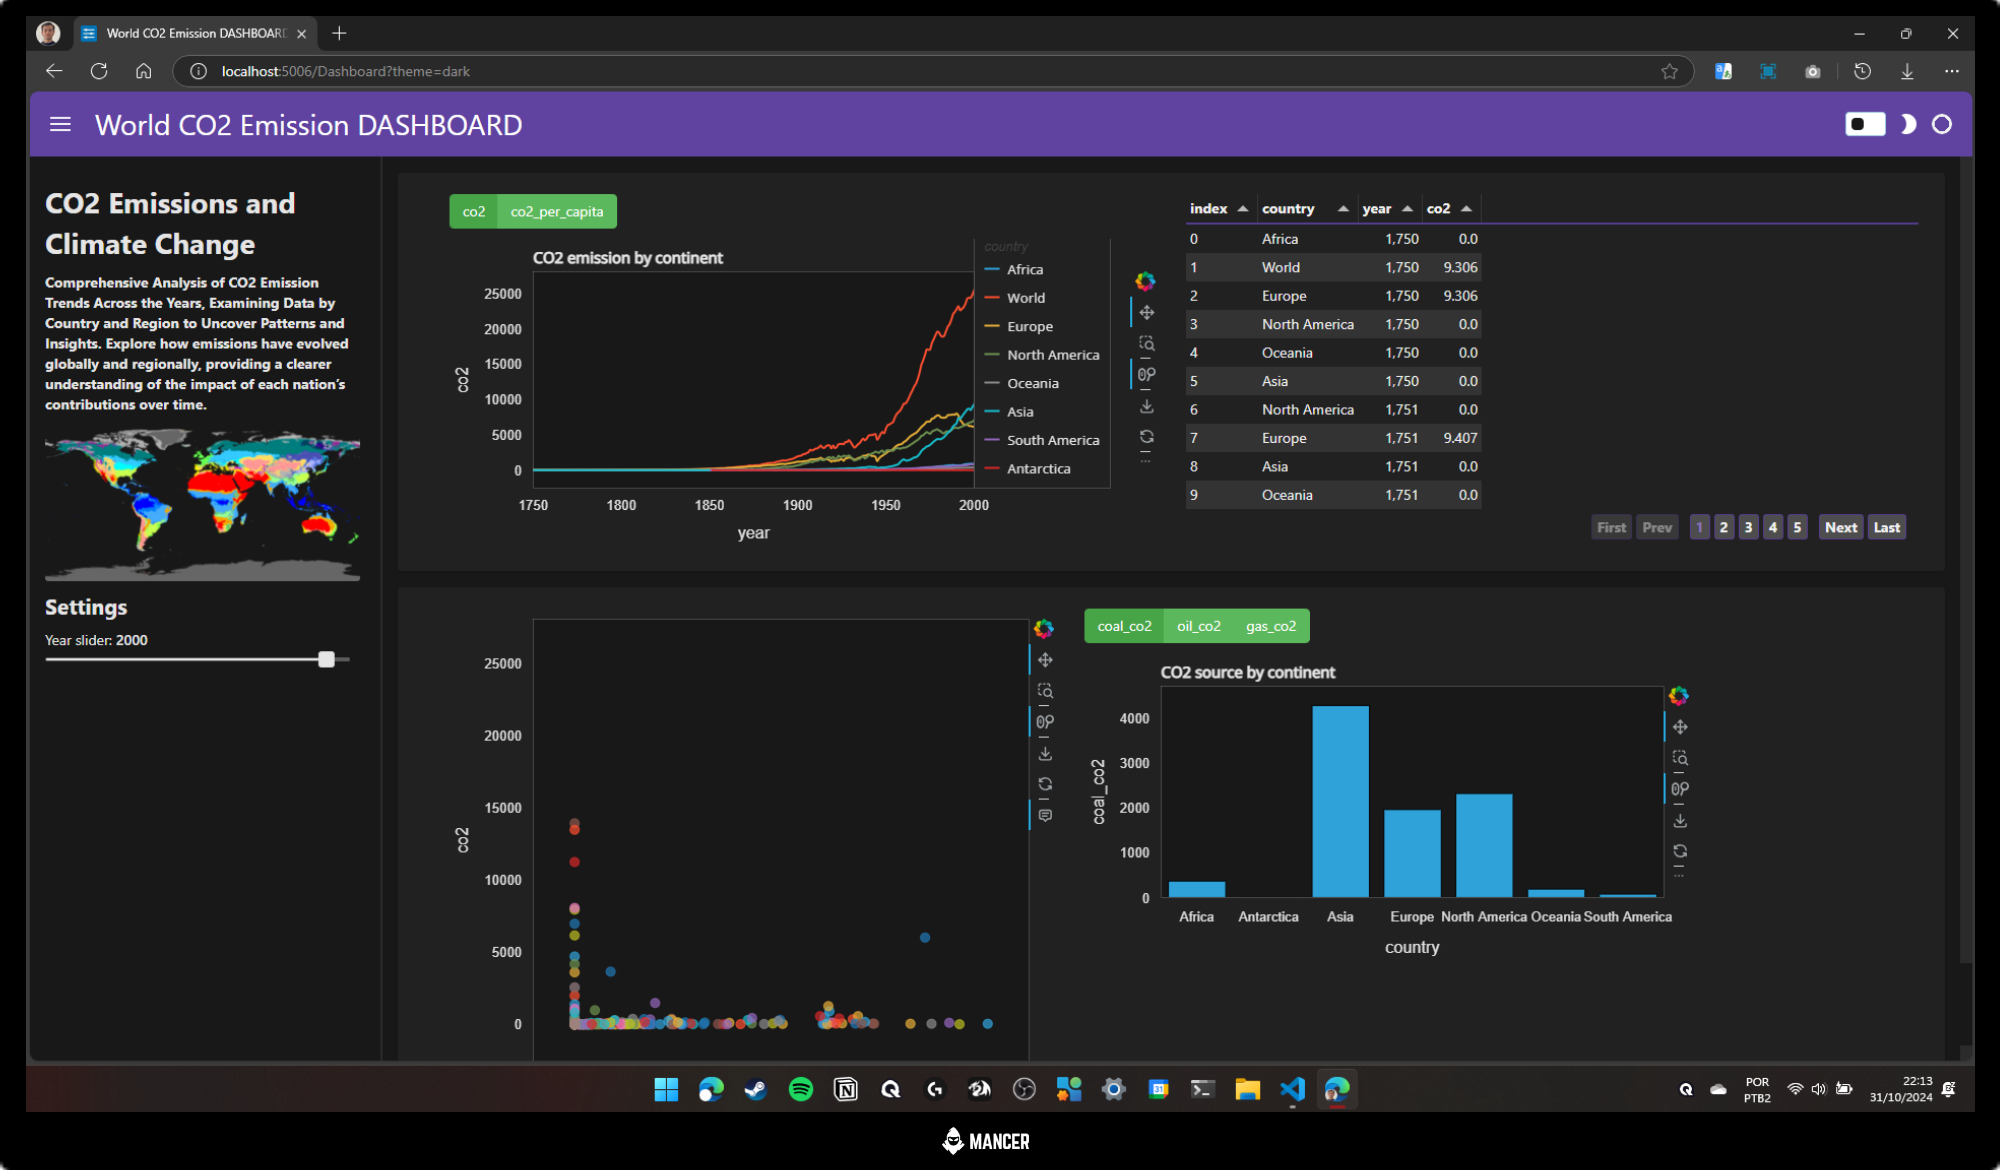 World CO2 Emission DASHBOARD
localhost:5006/Dashboard?theme=dark
World CO2 Emission DASHBOARD
CO2 Emissions and
Climate Change
Comprehensive Analysis of CO2 Emission
Trends Across the Years, Examining Data by
Country and Region to Uncover Patterns and
Insights. Explore how emissions have evolved
globally and regionally, providing a clearer
understanding of the impact of each nation's
contributions over time.
Settings
Year slider: 2000
co2 co2_per_capita
CO2 emission by continent
25000
20000
15000
10000
5000
0
co2
1750 1800 1850 1900 1950 2000
year
country
Africa
World
Europe
North America
Oceania
Asia
South America
Antarctica
index country year co2
0 Africa 1,750 0.0
1 World 1,750 9.306
2 Europe 1,750 9.306
3 North America 1,750 0.0
4 Oceania 1,750 0.0
5 Asia 1,750 0.0
6 North America 1,751 0.0
7 Europe 1,751 9.407
8 Asia 1,751 0.0
9 Oceania 1,751 0.0
First Prev 1 2 3 4 5 Next Last
25000
20000
15000
10000
5000
0
co2
coal_co2 oil_co2 gas_co2
CO2 source by continent
4000
3000
2000
1000
0
coal_co2
Africa Antarctica Asia Europe North America Oceania South America
country
31
POR
PTB2
22:13
31/10/2024
MANCER